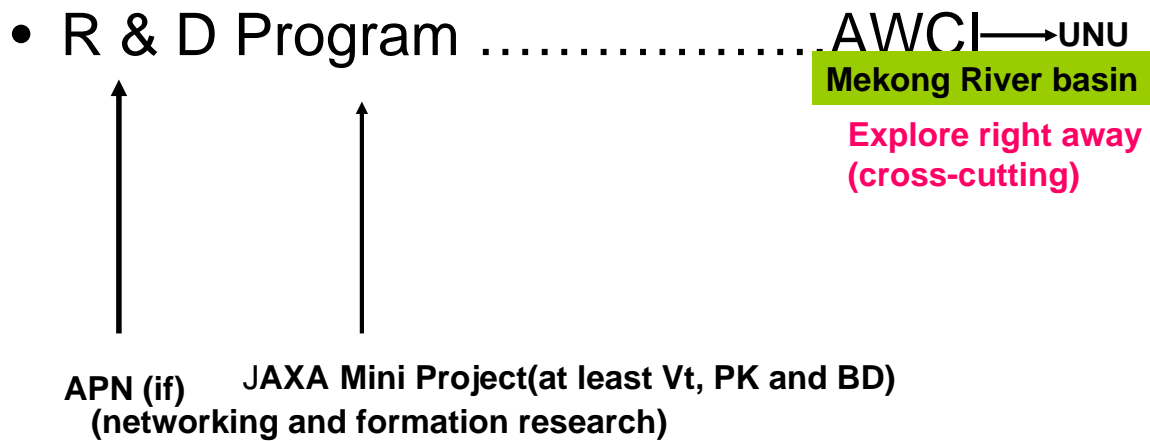 • R & D Program ....................AWCI→UNU
Mekong River basin
Explore right away
(cross-cutting)
APN (if) JAXA Mini Project(at least Vt, PK and BD)
(networking and formation research)